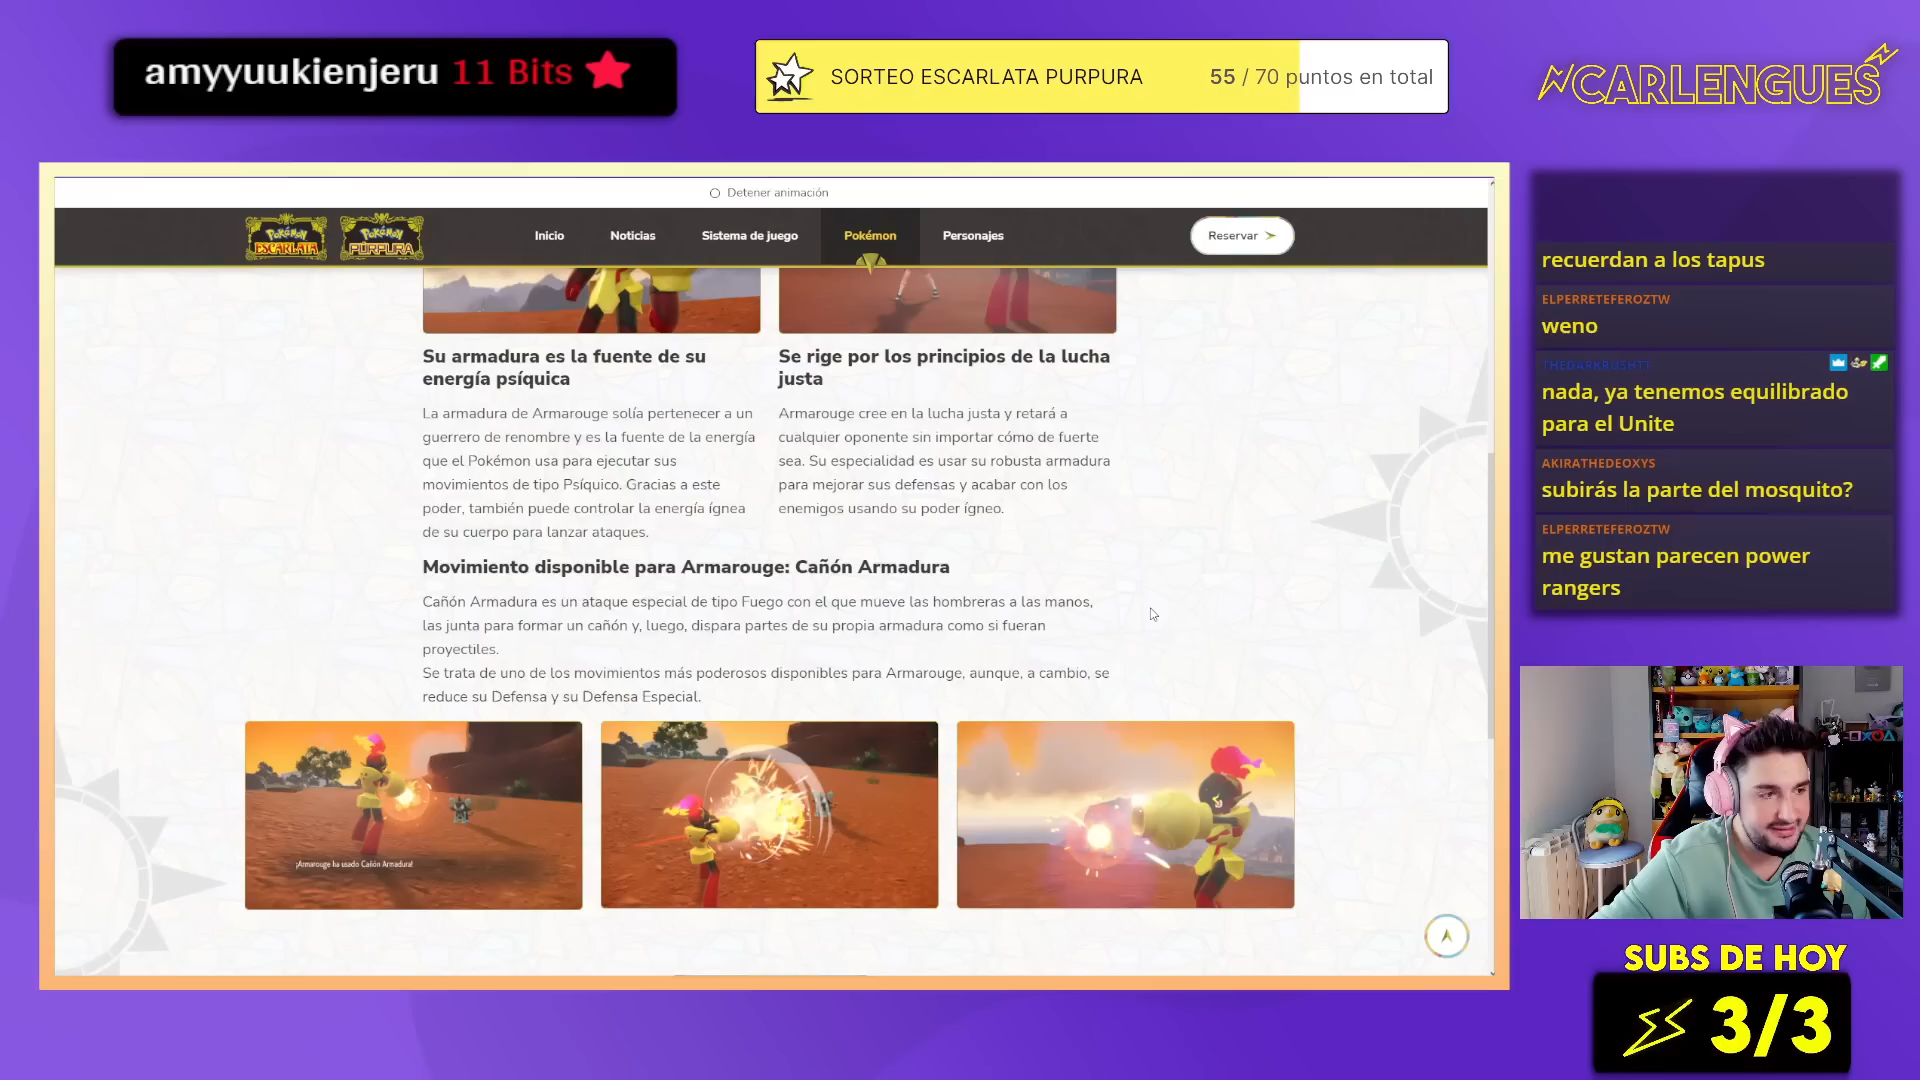 amyyuukienjeru 11 Bits
SORTEO ESCARLATA PURPURA 55 / 70 puntos en total
CARLENGUES
Detener animación
Pokémon ESCARLATA
Pokémon PÚRPURA
Inicio
Noticias
Sistema de juego
Pokémon
Personajes
Reservar
Su armadura es la fuente de su
energía psíquica
La armadura de Armarouge solía pertenecer a un
guerrero de renombre y es la fuente de la energía
que el Pokémon usa para ejecutar sus
movimientos de tipo Psíquico. Gracias a este
poder, también puede controlar la energía ígnea
de su cuerpo para lanzar ataques.
Se rige por los principios de la lucha
justa
Armarouge cree en la lucha justa y retará a
cualquier oponente sin importar cómo de fuerte
sea. Su especialidad es usar su robusta armadura
para mejorar sus defensas y acabar con los
enemigos usando su poder ígneo.
Movimiento disponible para Armarouge: Cañón Armadura
Cañón Armadura es un ataque especial de tipo Fuego con el que mueve las hombreras a las manos,
las junta para formar un cañón y, luego, dispara partes de su propia armadura como si fueran
proyectiles.
Se trata de uno de los movimientos más poderosos disponibles para Armarouge, aunque, a cambio, se
reduce su Defensa y su Defensa Especial.
¡Armarouge ha usado Cañón Armadura!
recuerdan a los tapus
ELPERRETEFEROZTW
weno
THEDARKRUSHTT
nada, ya tenemos equilibrado
para el Unite
AKIRATHEDEOXYS
subirás la parte del mosquito?
ELPERRETEFEROZTW
me gustan parecen power
rangers
SUBS DE HOY
3/3